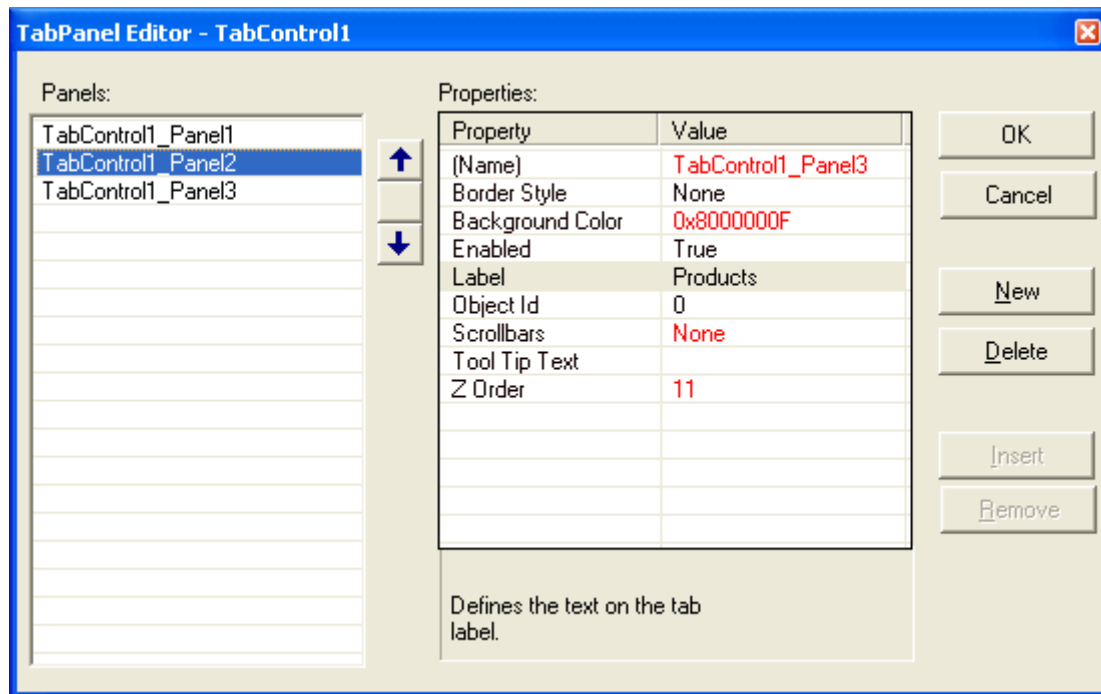 TabPanel Editor - TabControl1
Panels:
TabControl1_Panel1
TabControl1_Panel2
TabControl1_Panel3
Properties:
Property Value
(Name) TabControl1_Panel3
Border Style None
Background Color 0x8000000F
Enabled True
Label Products
Object Id 0
Scrollbars None
Tool Tip Text
Z Order 11
Defines the text on the tab
label.
OK
Cancel
New
Delete
Insert
Remove